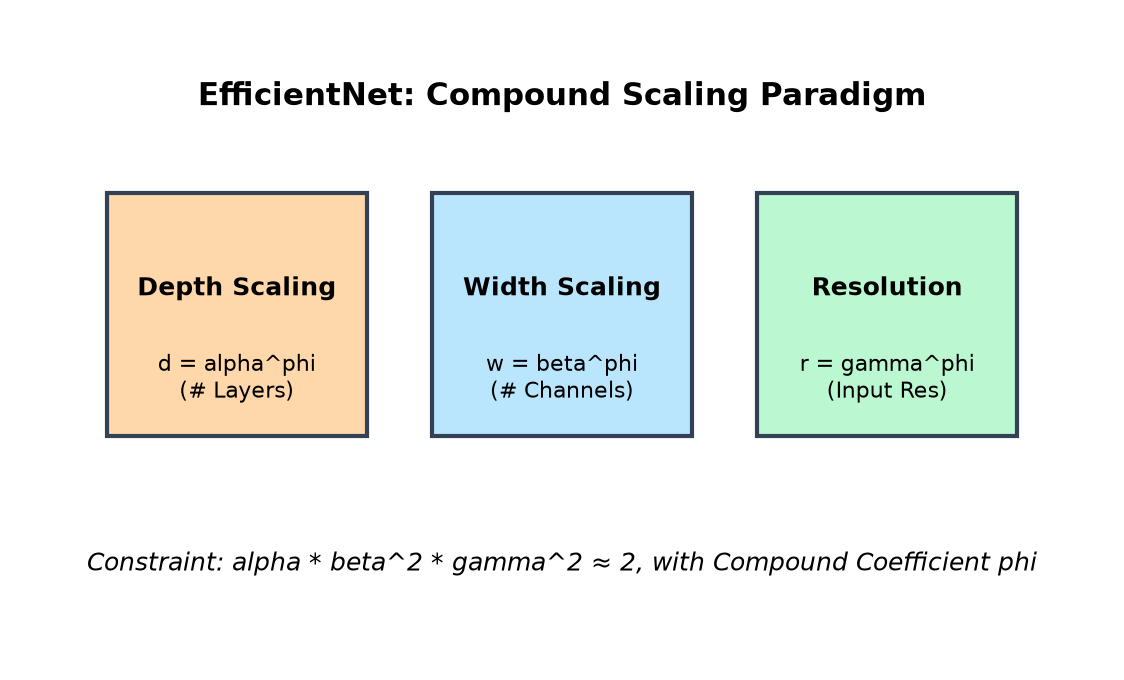 EfficientNet: Compound Scaling Paradigm
Depth Scaling
d = alpha^phi
(# Layers)
Width Scaling
w = beta^phi
(# Channels)
Resolution
r = gamma^phi
(Input Res)
Constraint: alpha * beta^2 * gamma^2 ≈ 2, with Compound Coefficient phi